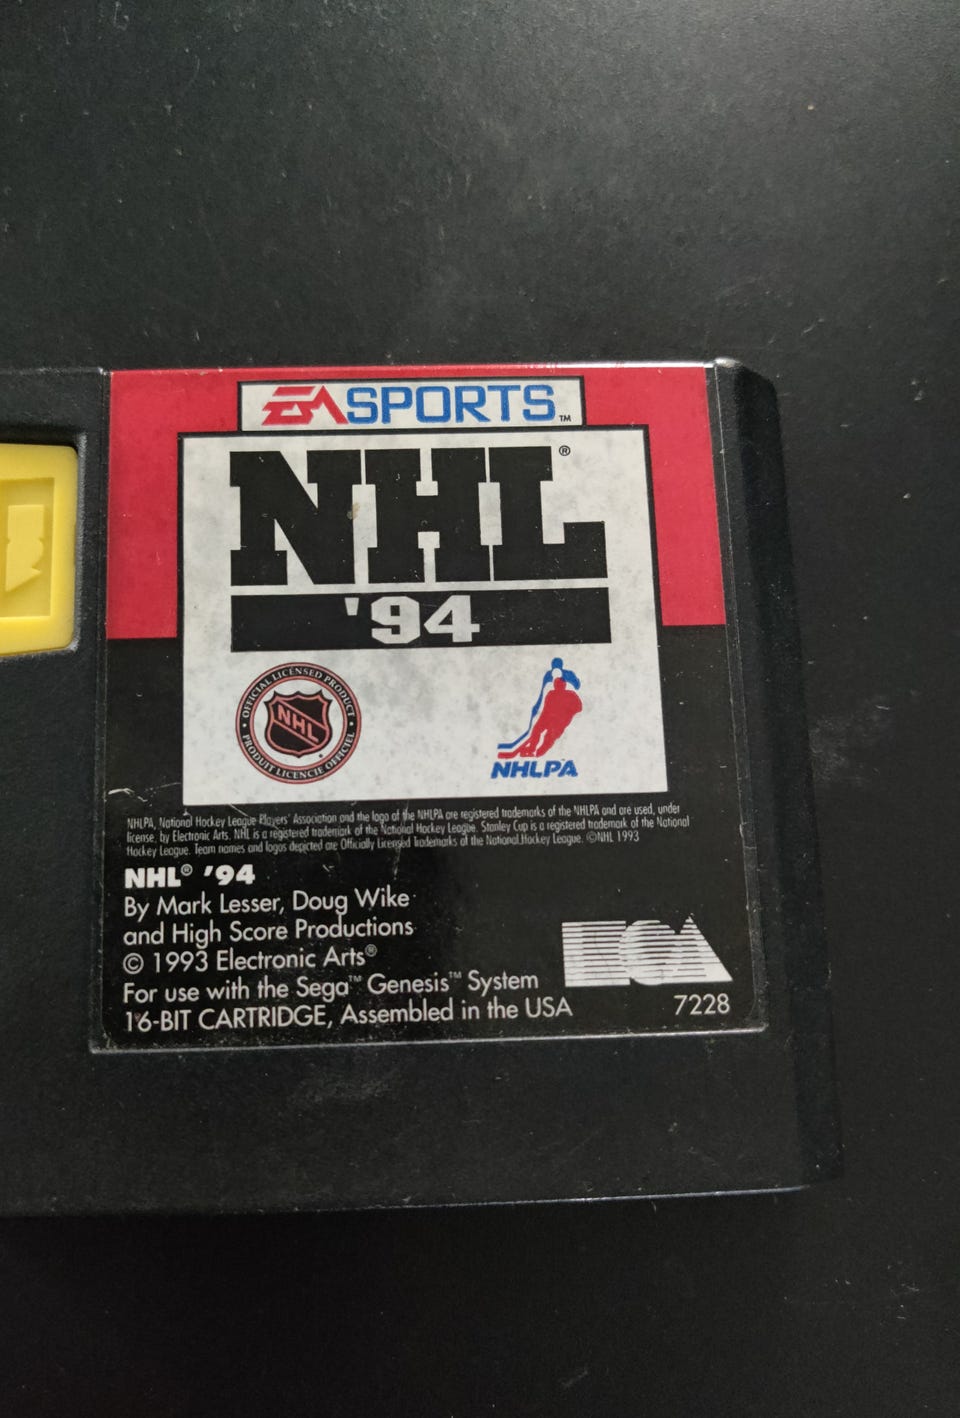 EA SPORTS™
NHL®
'94
OFFICIAL LICENSED PRODUCT
NHL
PRODUIT LICENCIE OFFICIEL
NHLPA
NHLPA, National Hockey League Players' Association and the logo of the NHLPA are registered trademarks of the NHLPA and are used, under
license, by Electronic Arts. NHL is a registered trademark of the National Hockey League. Stanley Cup is a registered trademark of the National
Hockey League. Team names and logos depicted are Officially Licensed Trademarks of the National Hockey League. ©NHL 1993
NHL® '94
By Mark Lesser, Doug Wike
and High Score Productions
© 1993 Electronic Arts®
For use with the Sega™ Genesis™ System
16-BIT CARTRIDGE, Assembled in the USA
EA
7228